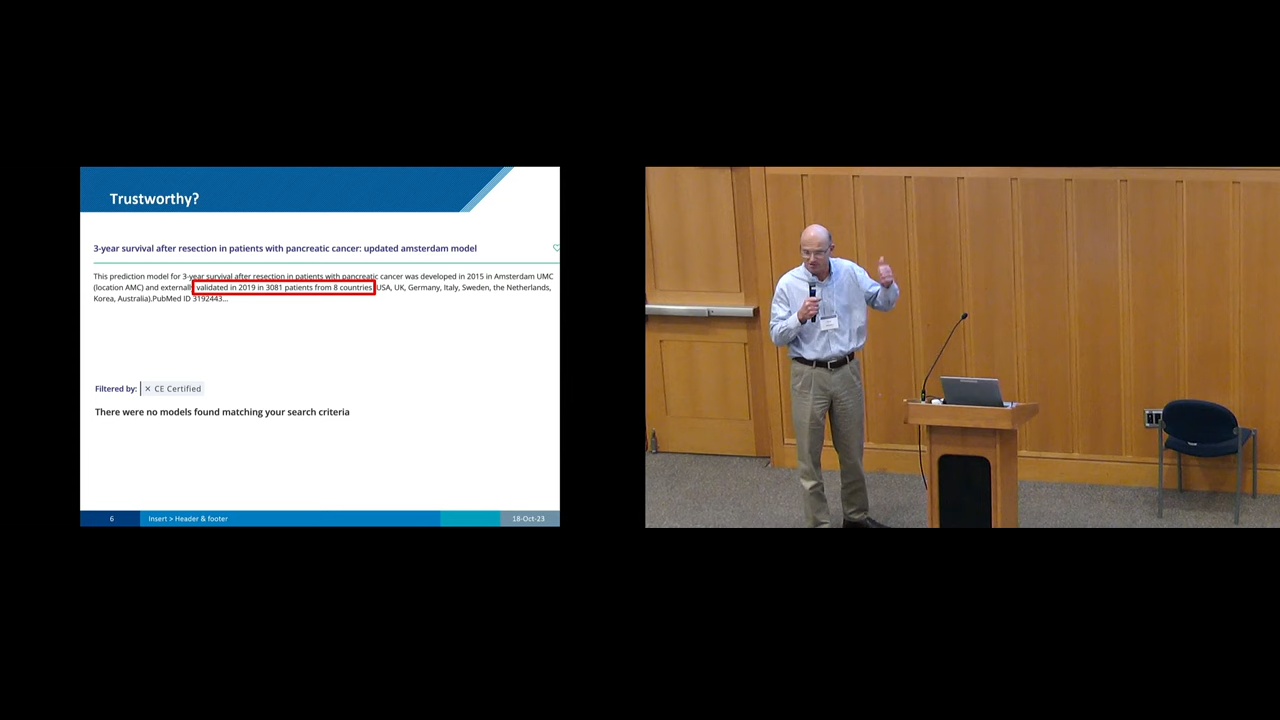 Trustworthy?
3-year survival after resection in patients with pancreatic cancer: updated amsterdam model
This prediction model for 3-year survival after resection in patients with pancreatic cancer was developed in 2015 in Amsterdam UMC
(location AMC) and externally validated in 2019 in 3081 patients from 8 countries USA, UK, Germany, Italy, Sweden, the Netherlands,
Korea, Australia).PubMed ID 3192443...
Filtered by: × CE Certified
There were no models found matching your search criteria
6 Insert > Header & footer 18-Oct-23